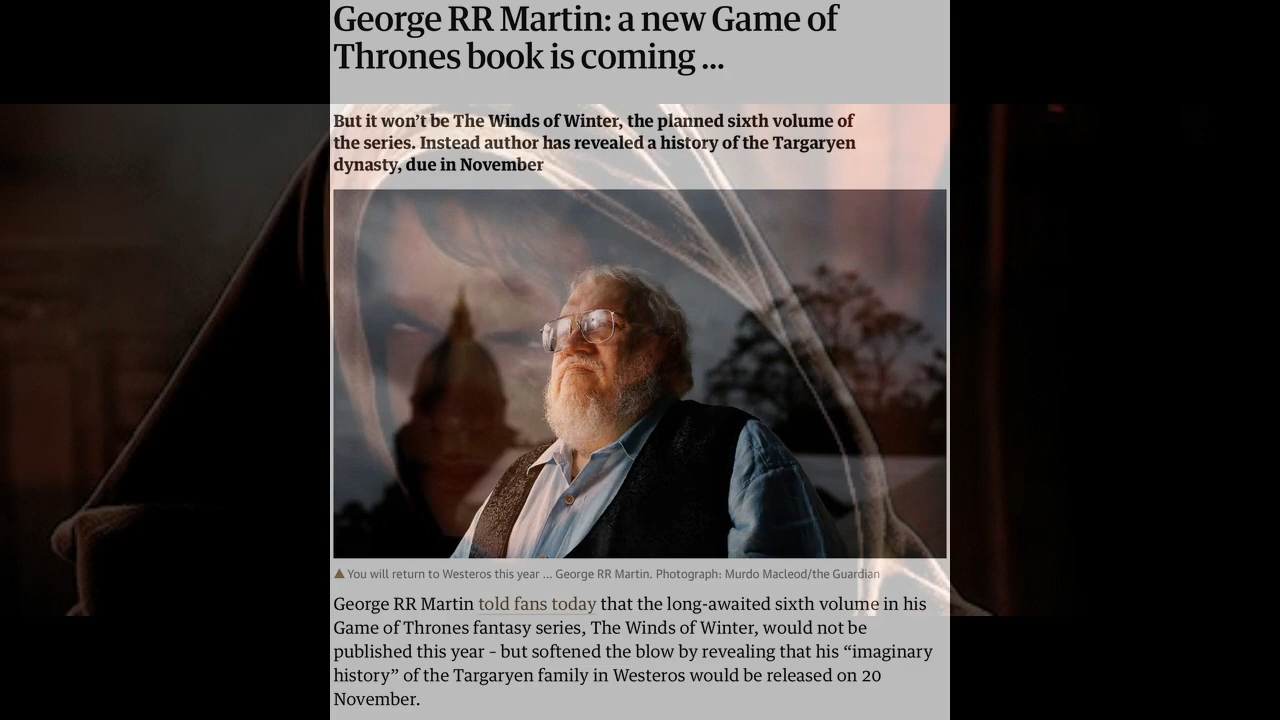 George RR Martin: a new Game of
Thrones book is coming ...
But it won’t be The Winds of Winter, the planned sixth volume of
the series. Instead author has revealed a history of the Targaryen
dynasty, due in November
▲ You will return to Westeros this year ... George RR Martin. Photograph: Murdo Macleod/the Guardian
George RR Martin told fans today that the long-awaited sixth volume in his
Game of Thrones fantasy series, The Winds of Winter, would not be
published this year – but softened the blow by revealing that his “imaginary
history” of the Targaryen family in Westeros would be released on 20
November.